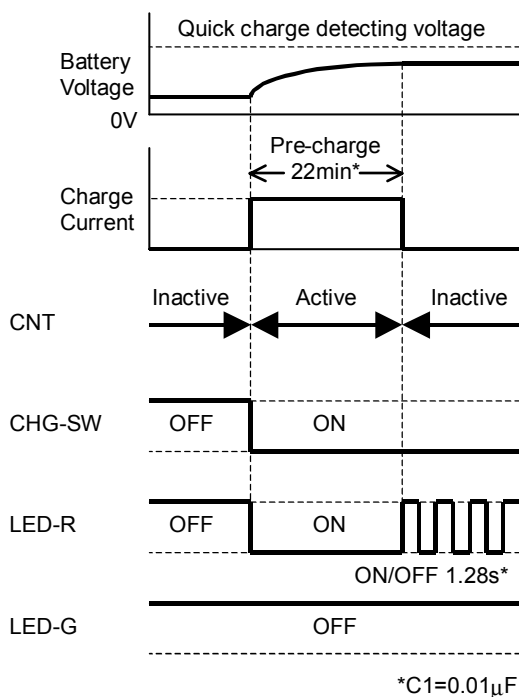 Quick charge detecting voltage
Battery
Voltage
0V
Pre-charge
22min*
Charge
Current
Inactive Active Inactive
CNT
CHG-SW OFF ON
LED-R OFF ON
ON/OFF 1.28s*
LED-G OFF
*C1=0.01μF